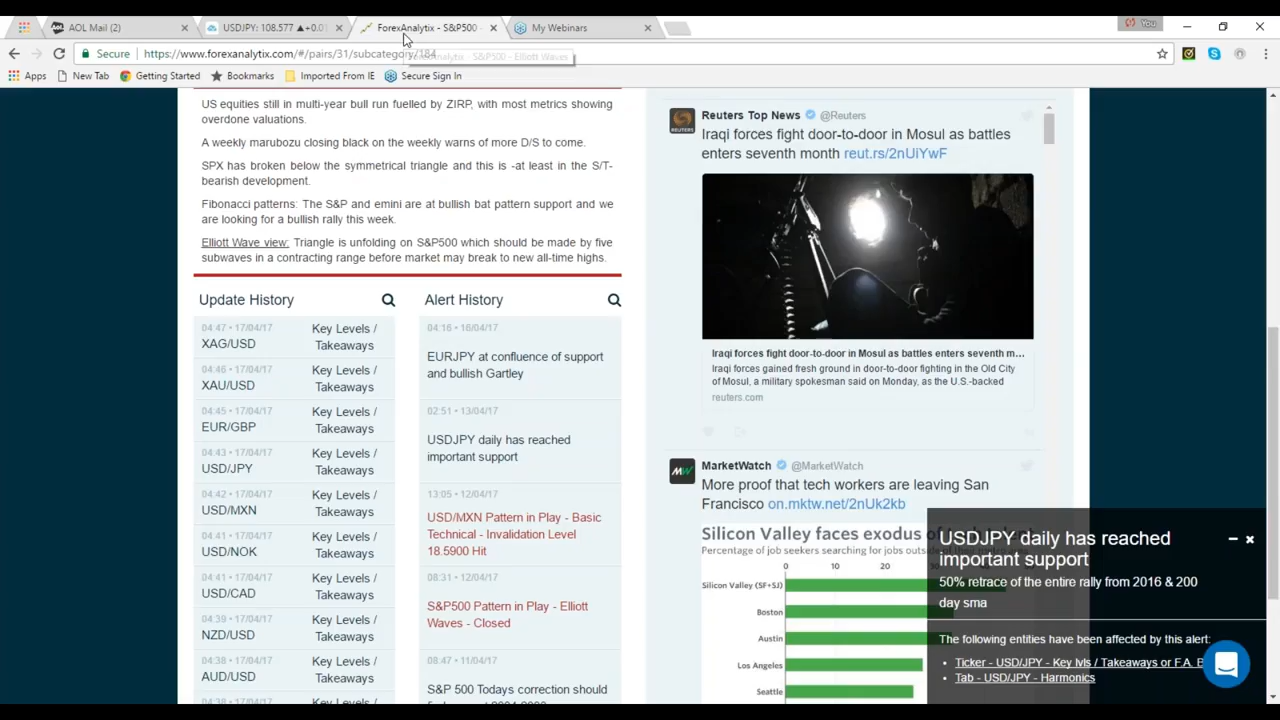 AOL Mail (2)
USDJPY: 108.577 ▲+0.0
ForexAnalytix - S&P500 -
My Webinars
You
Secure
https://www.forexanalytix.com/#/pairs/31/subcategory/184
ForexAnalytix - S&P500 - Elliott Waves
Apps
New Tab
Getting Started
Bookmarks
Imported From IE
Secure Sign In
US equities still in multi-year bull run fuelled by ZIRP, with most metrics showing
overdone valuations.
A weekly marubozu closing black on the weekly warns of more D/S to come.
SPX has broken below the symmetrical triangle and this is -at least in the S/T-
bearish development.
Fibonacci patterns: The S&P and emini are at bullish bat pattern support and we
are looking for a bullish rally this week.
Elliott Wave view: Triangle is unfolding on S&P500 which should be made by five
subwaves in a contracting range before market may break to new all-time highs.
Update History
04:47 • 17/04/17
XAG/USD
Key Levels /
Takeaways
04:46 • 17/04/17
XAU/USD
Key Levels /
Takeaways
04:45 • 17/04/17
EUR/GBP
Key Levels /
Takeaways
04:43 • 17/04/17
USD/JPY
Key Levels /
Takeaways
04:42 • 17/04/17
USD/MXN
Key Levels /
Takeaways
04:41 • 17/04/17
USD/NOK
Key Levels /
Takeaways
04:41 • 17/04/17
USD/CAD
Key Levels /
Takeaways
04:39 • 17/04/17
NZD/USD
Key Levels /
Takeaways
04:38 • 17/04/17
AUD/USD
Key Levels /
Takeaways
04:38 • 17/04/17
Key Levels /
Alert History
04:16 • 16/04/17
EURJPY at confluence of support
and bullish Gartley
02:51 • 13/04/17
USDJPY daily has reached
important support
13:05 • 12/04/17
USD/MXN Pattern in Play - Basic
Technical - Invalidation Level
18.5900 Hit
08:31 • 12/04/17
S&P500 Pattern in Play - Elliott
Waves - Closed
08:47 • 11/04/17
S&P 500 Todays correction should
Reuters Top News @Reuters
Iraqi forces fight door-to-door in Mosul as battles
enters seventh month reut.rs/2nUiYwF
REUTERS
Iraqi forces fight door-to-door in Mosul as battles enters seventh m...
Iraqi forces gained fresh ground in door-to-door fighting in the Old City
of Mosul, a military spokesman said on Monday, as the U.S.-backed
reuters.com
MW
MarketWatch @MarketWatch
More proof that tech workers are leaving San
Francisco on.mktw.net/2nUk2kb
Silicon Valley faces exodus of
Percentage of job seekers searching for jobs outside of their
0 10 20 30
Silicon Valley (SF+SJ)
Boston
Austin
Los Angeles
Seattle
USDJPY daily has reached
important support
50% retrace of the entire rally from 2016 & 200
day sma
The following entities have been affected by this alert:
Ticker - USD/JPY - Key lvls / Takeaways or F.A. B
Tab - USD/JPY - Harmonics